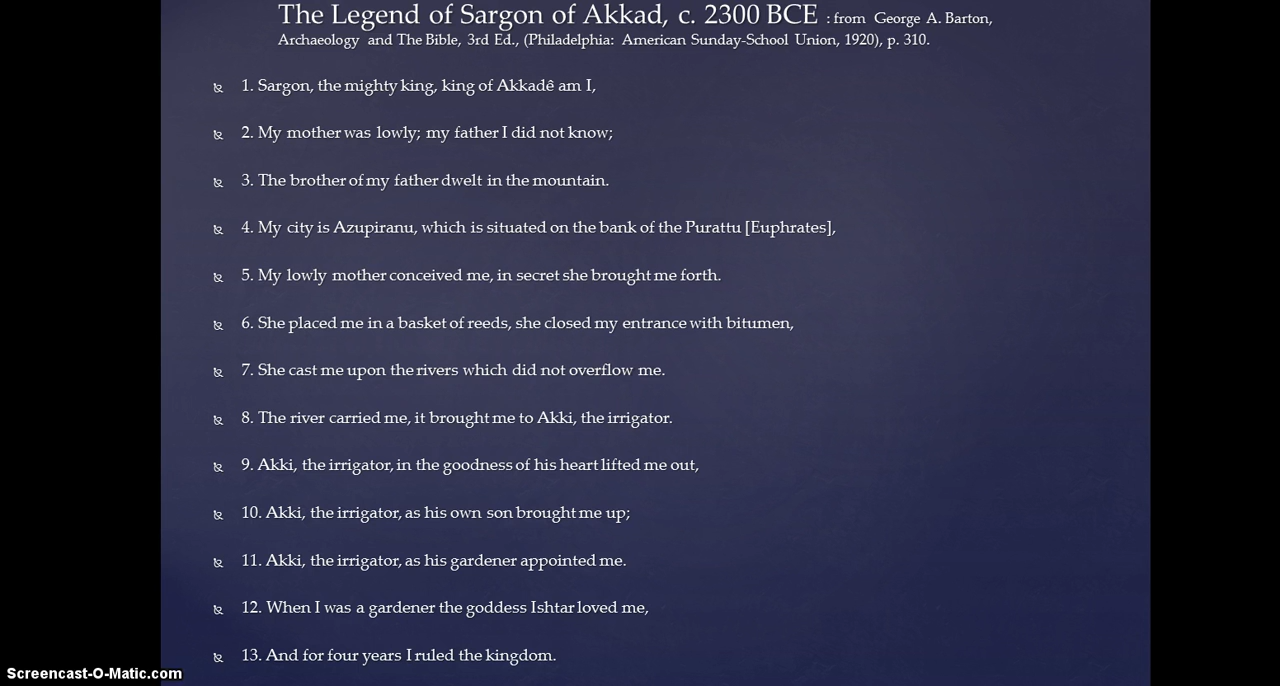 The Legend of Sargon of Akkad, c. 2300 BCE : from George A. Barton,
Archaeology and The Bible, 3rd Ed., (Philadelphia: American Sunday-School Union, 1920), p. 310.
1. Sargon, the mighty king, king of Akkadê am I,
2. My mother was lowly; my father I did not know;
3. The brother of my father dwelt in the mountain.
4. My city is Azupiranu, which is situated on the bank of the Purattu [Euphrates],
5. My lowly mother conceived me, in secret she brought me forth.
6. She placed me in a basket of reeds, she closed my entrance with bitumen,
7. She cast me upon the rivers which did not overflow me.
8. The river carried me, it brought me to Akki, the irrigator.
9. Akki, the irrigator, in the goodness of his heart lifted me out,
10. Akki, the irrigator, as his own son brought me up;
11. Akki, the irrigator, as his gardener appointed me.
12. When I was a gardener the goddess Ishtar loved me,
13. And for four years I ruled the kingdom.
Screencast-O-Matic.com